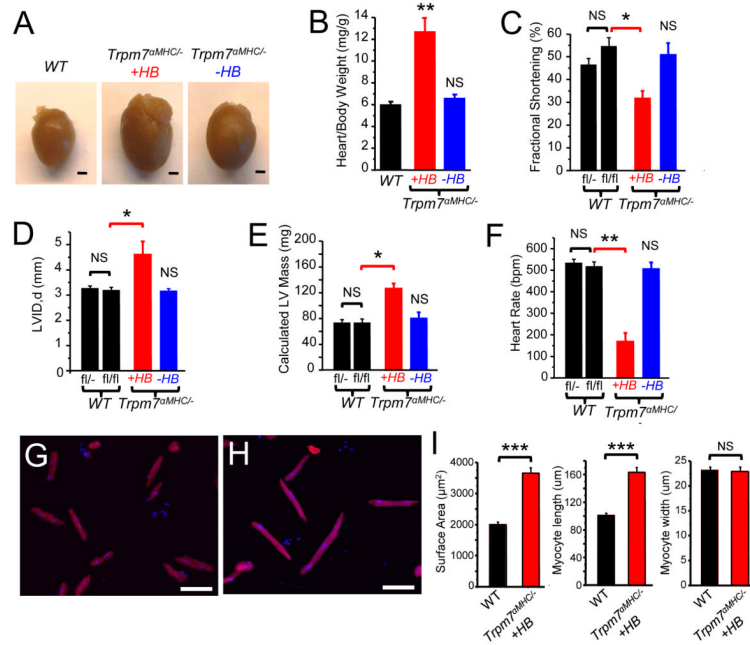 A
WT
Trpm7αMHC/-
+HB
Trpm7αMHC/-
-HB
B
Heart/Body Weight (mg/g)
16
14
12
10
8
6
4
2
0
**
NS
WT
+HB
-HB
Trpm7αMHC/-
C
Fractional Shortening (%)
60
50
40
30
20
10
0
NS
*
NS
fl/-
fl/fl
+HB
-HB
WT
Trpm7αMHC/-
D
LVID,d (mm)
5
4
3
2
1
0
NS
*
NS
fl/- fl/fl +HB -HB
WT Trpm7αMHC/-
E
Calculated LV Mass (mg)
200
160
120
80
40
0
NS
*
NS
fl/- fl/fl +HB -HB
WT Trpm7αMHC/-
F
Heart Rate (bpm)
600
500
400
300
200
100
0
NS
**
NS
fl/-
fl/fl
+HB
-HB
WT
Trpm7αMHC/
-
G
H
I
Surface Area (µm²)
4000
3000
2000
1000
0
***
WT
Trpm7αMHC/-
+HB
Myocyte length (um)
160
120
80
40
0
***
WT
Trpm7αMHC/-
+HB
Myocyte width (um)
25
20
15
10
5
0
NS
WT
Trpm7αMHC/-
+HB